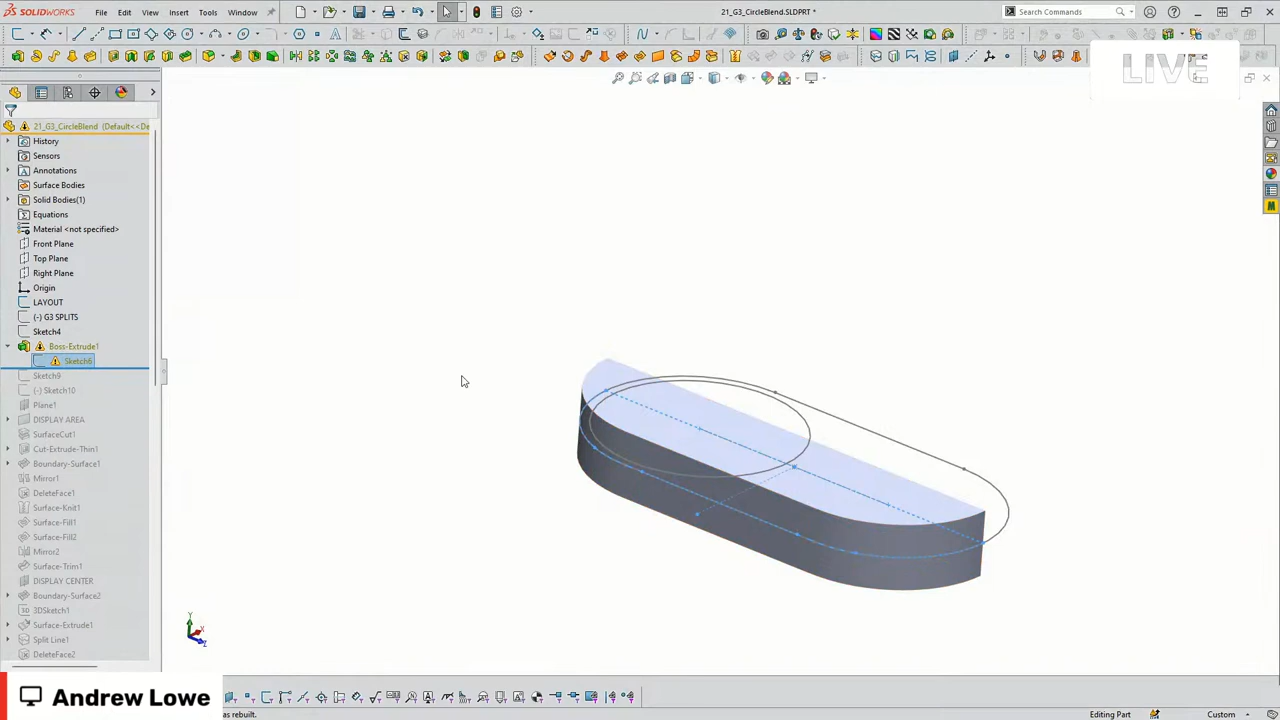 SOLIDWORKS
File Edit View Insert Tools Window
21_G3_CircleBlend.SLDPRT *
Search Commands
LIVE
21_G3_CircleBlend (Default<<De
History
Sensors
Annotations
Surface Bodies
Solid Bodies(1)
Equations
Material <not specified>
Front Plane
Top Plane
Right Plane
Origin
LAYOUT
(-) G3 SPLITS
Sketch4
Boss-Extrude1
Sketch6
Sketch9
(-) Sketch10
Plane1
DISPLAY AREA
SurfaceCut1
Cut-Extrude-Thin1
Boundary-Surface1
Mirror1
DeleteFace1
Surface-Knit1
Surface-Fill1
Surface-Fill2
Mirror2
Surface-Trim1
DISPLAY CENTER
Boundary-Surface2
3DSketch1
Surface-Extrude1
Split Line1
DeleteFace2
Y
X
Z
Andrew Lowe
as rebuilt.
Editing Part
Custom